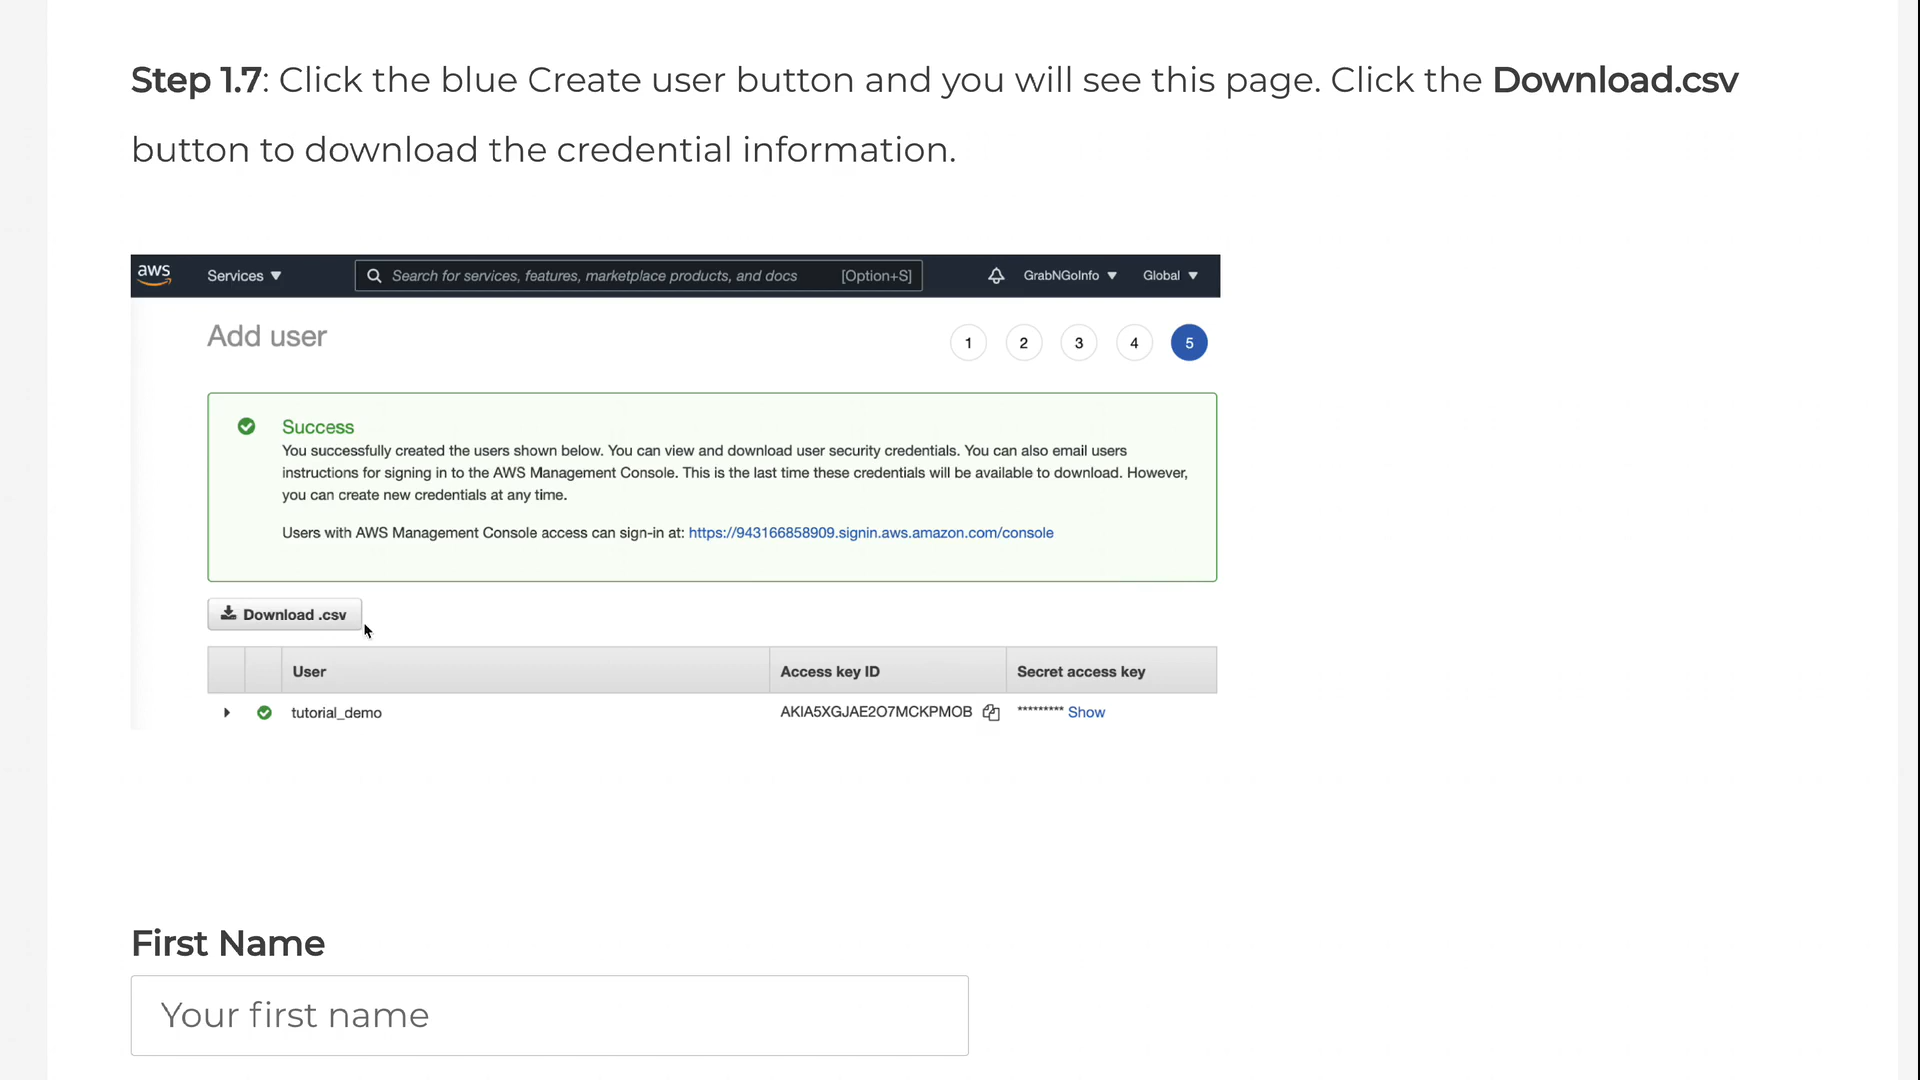 Step 1.7: Click the blue Create user button and you will see this page. Click the Download.csv
button to download the credential information.
aws
Services
Search for services, features, marketplace products, and docs
[Option+S]
GrabNGoInfo
Global
Add user
1
2
3
4
5
Success
You successfully created the users shown below. You can view and download user security credentials. You can also email users
instructions for signing in to the AWS Management Console. This is the last time these credentials will be available to download. However,
you can create new credentials at any time.
Users with AWS Management Console access can sign-in at: https://943166858909.signin.aws.amazon.com/console
Download .csv
User
Access key ID
Secret access key
tutorial_demo
AKIA5XGJAE2O7MCKPMOB
********* Show
First Name
Your first name